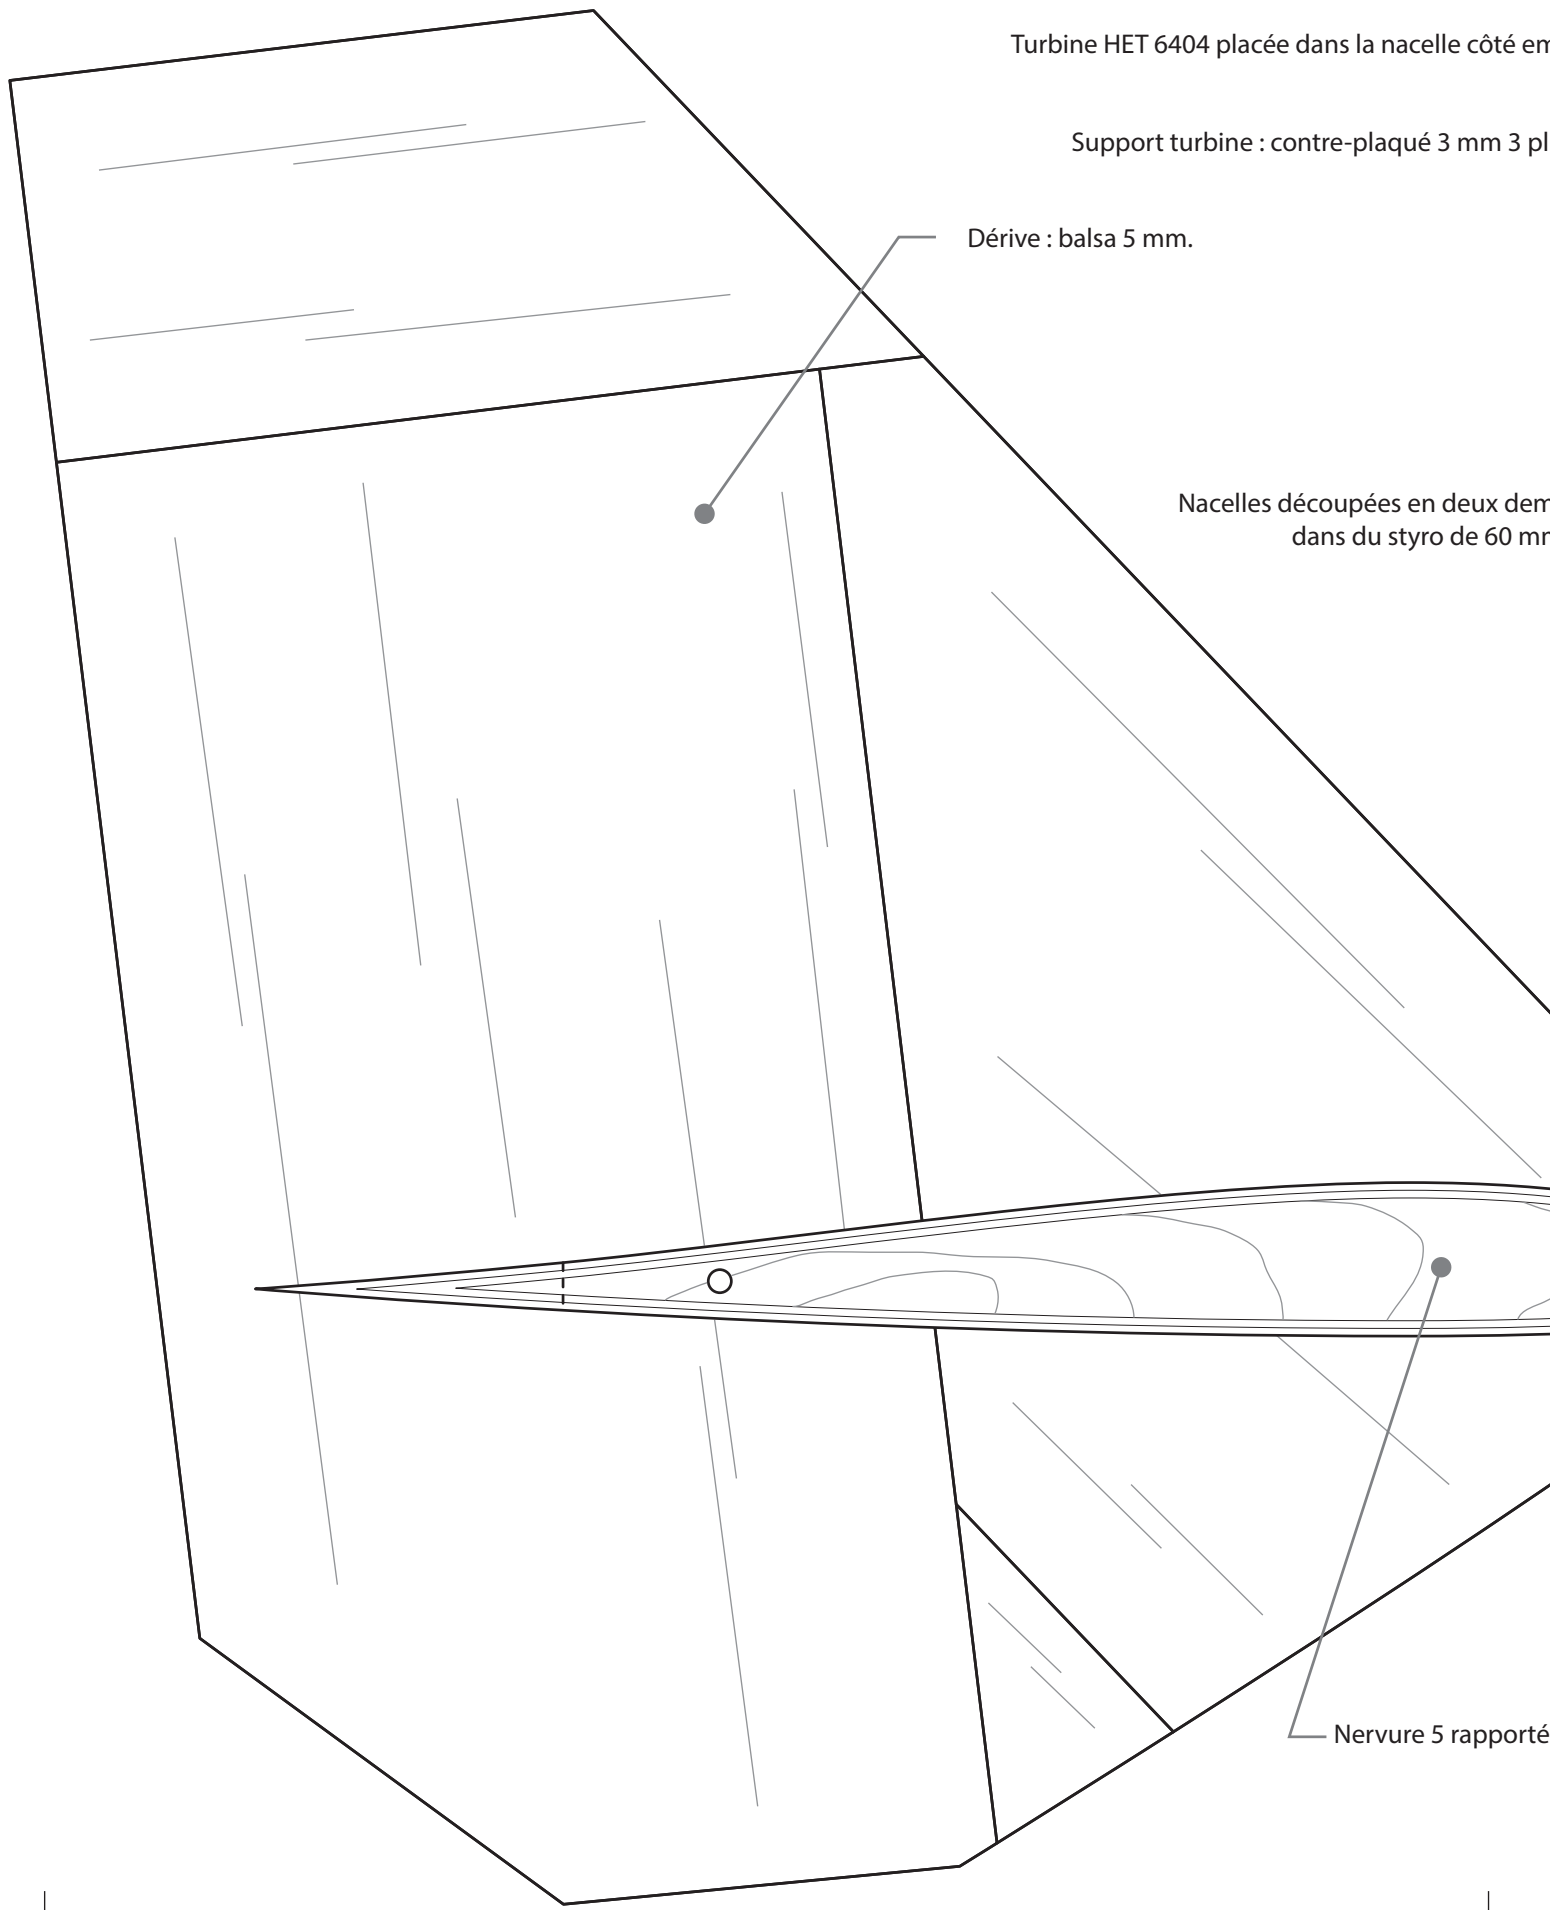 Turbine HET 6404 placée dans la nacelle côté
Support turbine : contre-plaqué 3 mm 3
Dérive : balsa 5 mm.
Nacelles découpées en deux
dans du styro de 60
Nervure 5